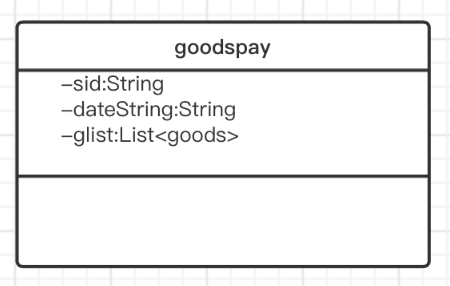 goodspay
–sid:String
–dateString:String
–glist:List<goods>